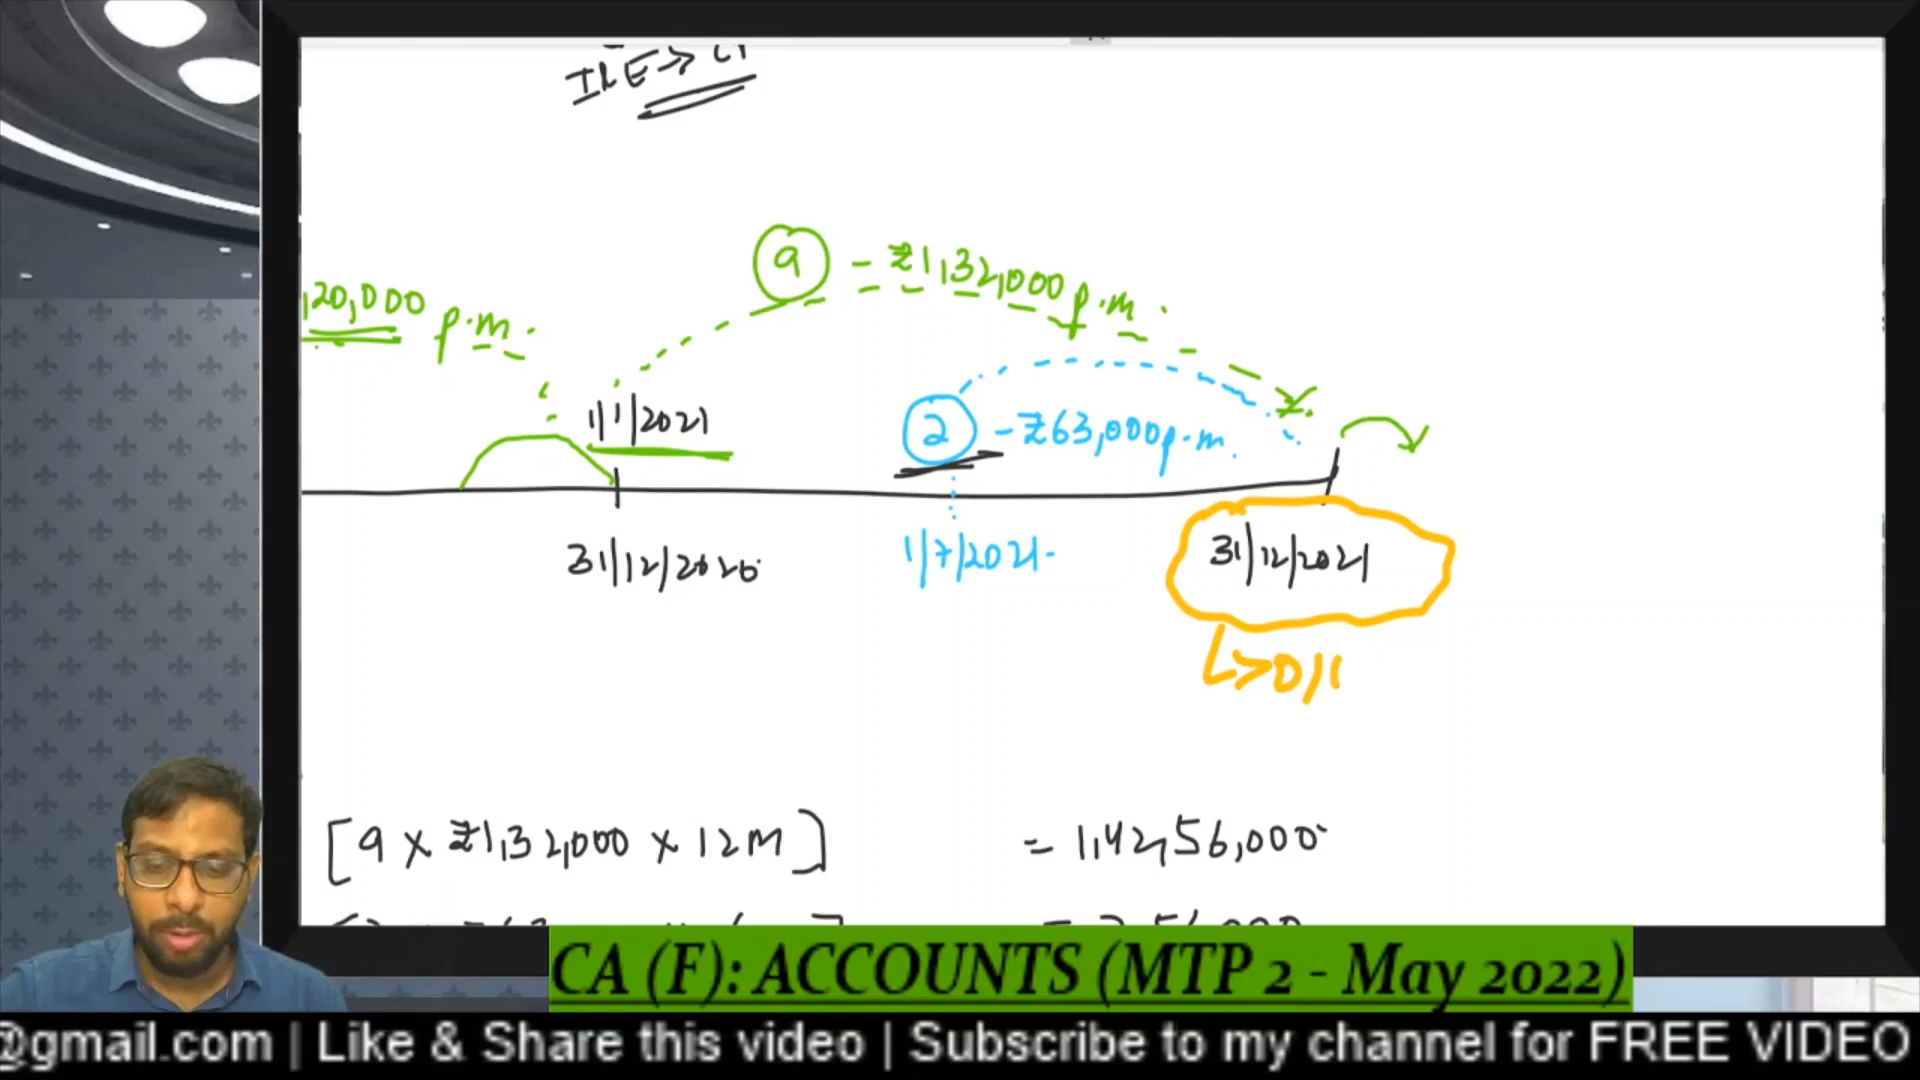 I & E →
9 - ₹1,32,000 p.m.
,20,000 p.m.
1/1/2021
2 - ₹63,000 p.m.
31/12/2020
1/7/2021
31/12/2021
↳ > 0/1
[9 x ₹1,32,000 x 12M] = 1,42,56,000
CA (F): ACCOUNTS (MTP 2 - May 2022)
@gmail.com | Like & Share this video | Subscribe to my channel for FREE VIDEO